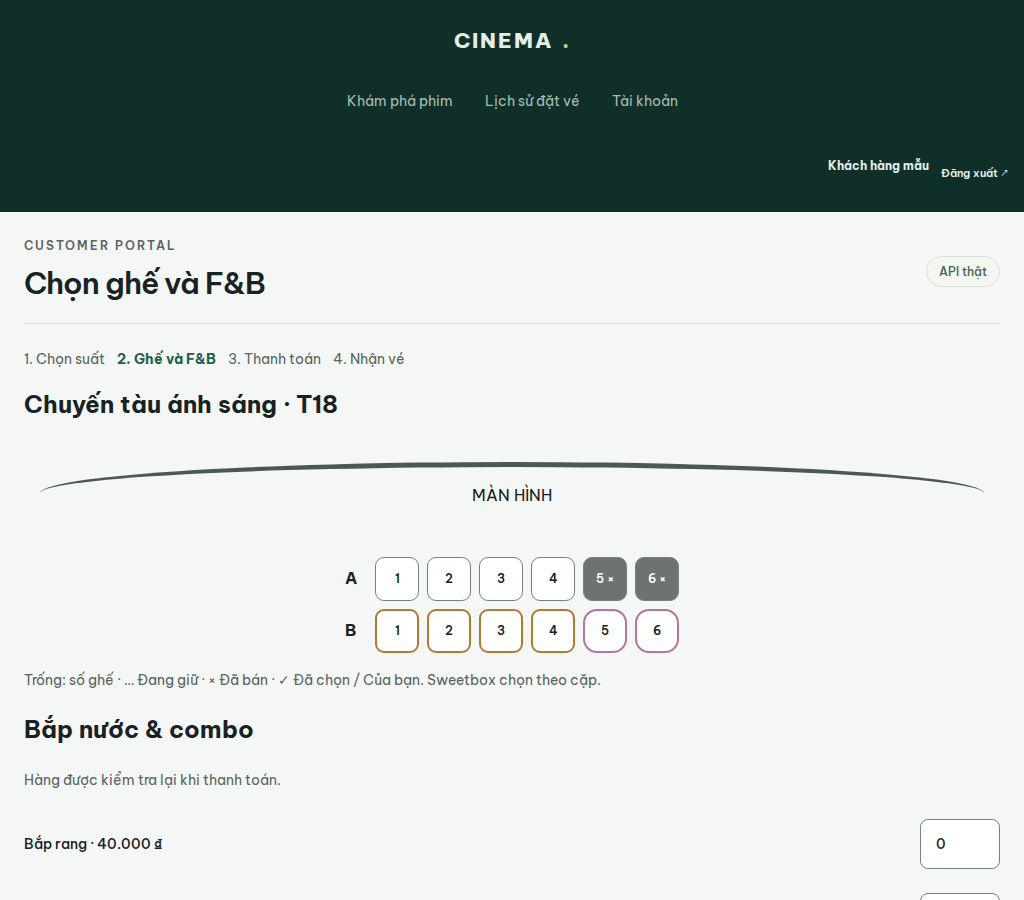 CINEMA .
Khám phá phim Lịch sử đặt vé Tài khoản
Khách hàng mẫu Đăng xuất ↗
CUSTOMER PORTAL
Chọn ghế và F&B
API thật
1. Chọn suất 2. Ghế và F&B 3. Thanh toán 4. Nhận vé
Chuyến tàu ánh sáng · T18
MÀN HÌNH
A 1 2 3 4 5 × 6 ×
B 1 2 3 4 5 6
Trống: số ghế · … Đang giữ · × Đã bán · ✓ Đã chọn / Của bạn. Sweetbox chọn theo cặp.
Bắp nước & combo
Hàng được kiểm tra lại khi thanh toán.
Bắp rang · 40.000 ₫ 0